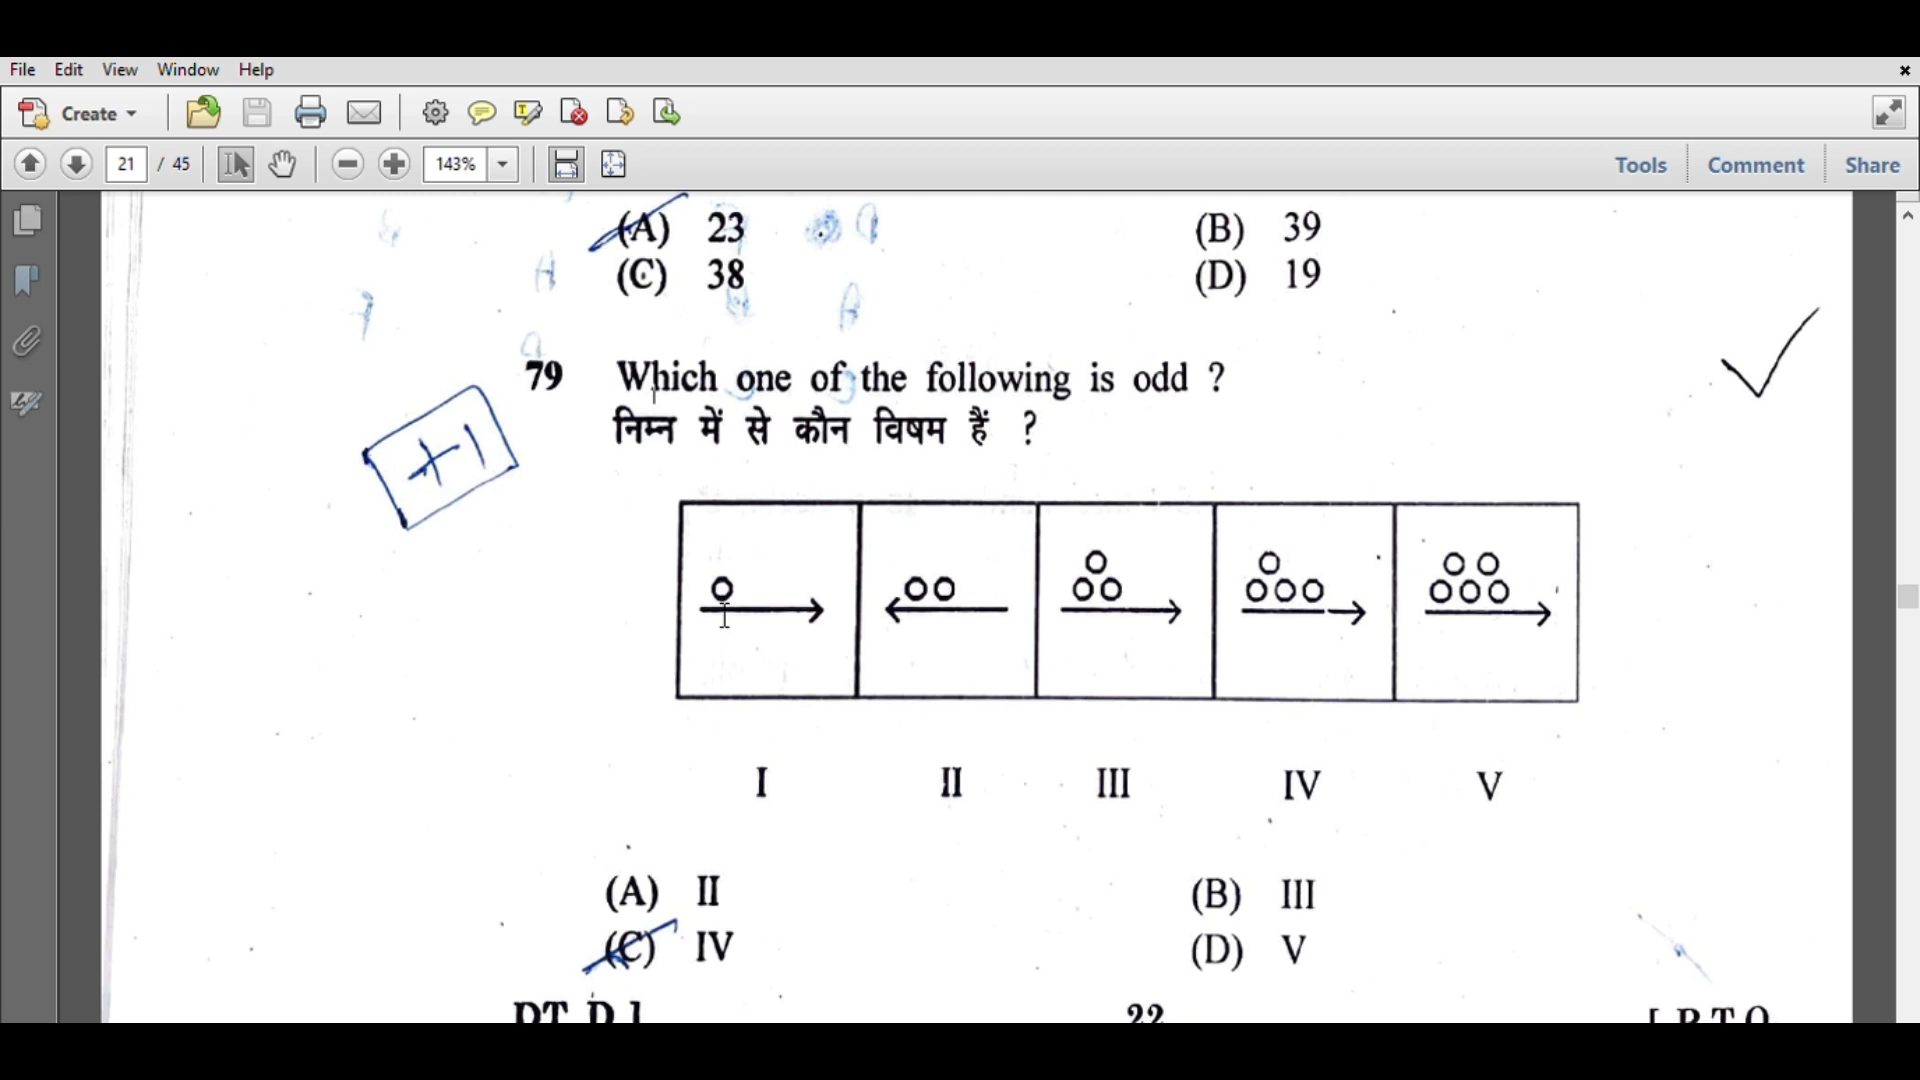 File Edit View Window Help
Create
21 / 45 143% Tools Comment Share
(A) 23 (B) 39
(C) 38 (D) 19
79 Which one of the following is odd ?
निम्न में से कौन विषम हैं ?
+1
I II III IV V
(A) II (B) III
(C) IV (D) V
22